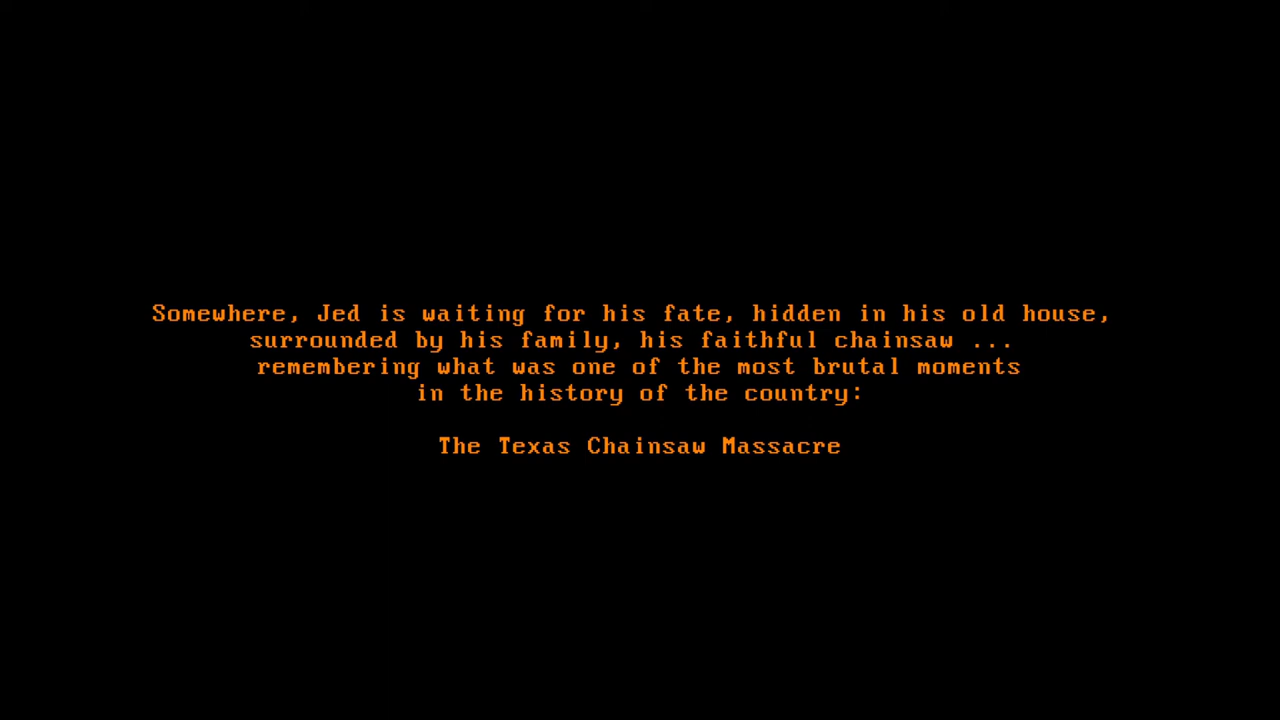 Somewhere, Jed is waiting for his fate, hidden in his old house,
surrounded by his family, his faithful chainsaw ...
remembering what was one of the most brutal moments
in the history of the country:
The Texas Chainsaw Massacre